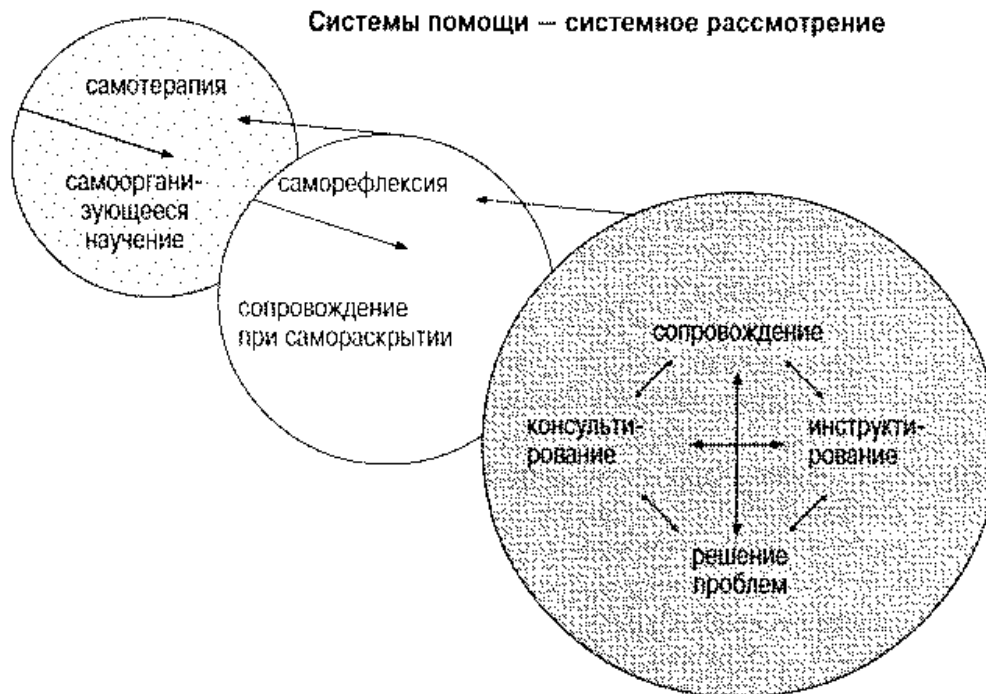 Системы помощи — системное рассмотрение
самотерапия
самооргани-
зующееся
научение
саморефлексия
сопровождение
при самораскрытии
сопровождение
консульти-
рование
инструкти-
рование
решение
проблем